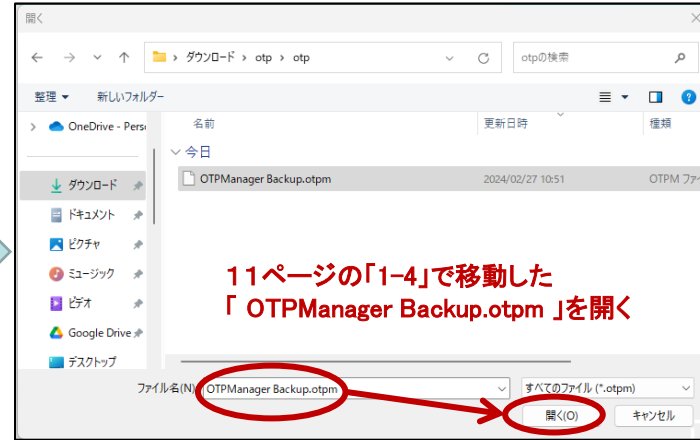 開く
ダウンロード › otp › otp
otpの検索
整理 新しいフォルダー
OneDrive - Pers
名前 更新日時 種類
今日
OTPManager Backup.otpm 2024/02/27 10:51 OTPM ファイ
ダウンロード
ドキュメント
ピクチャ
ミュージック
ビデオ
Google Drive
デスクトップ
11ページの「1-4」で移動した
「 OTPManager Backup.otpm 」を開く
ファイル名(N): OTPManager Backup.otpm すべてのファイル (*.otpm)
開く(O) キャンセル